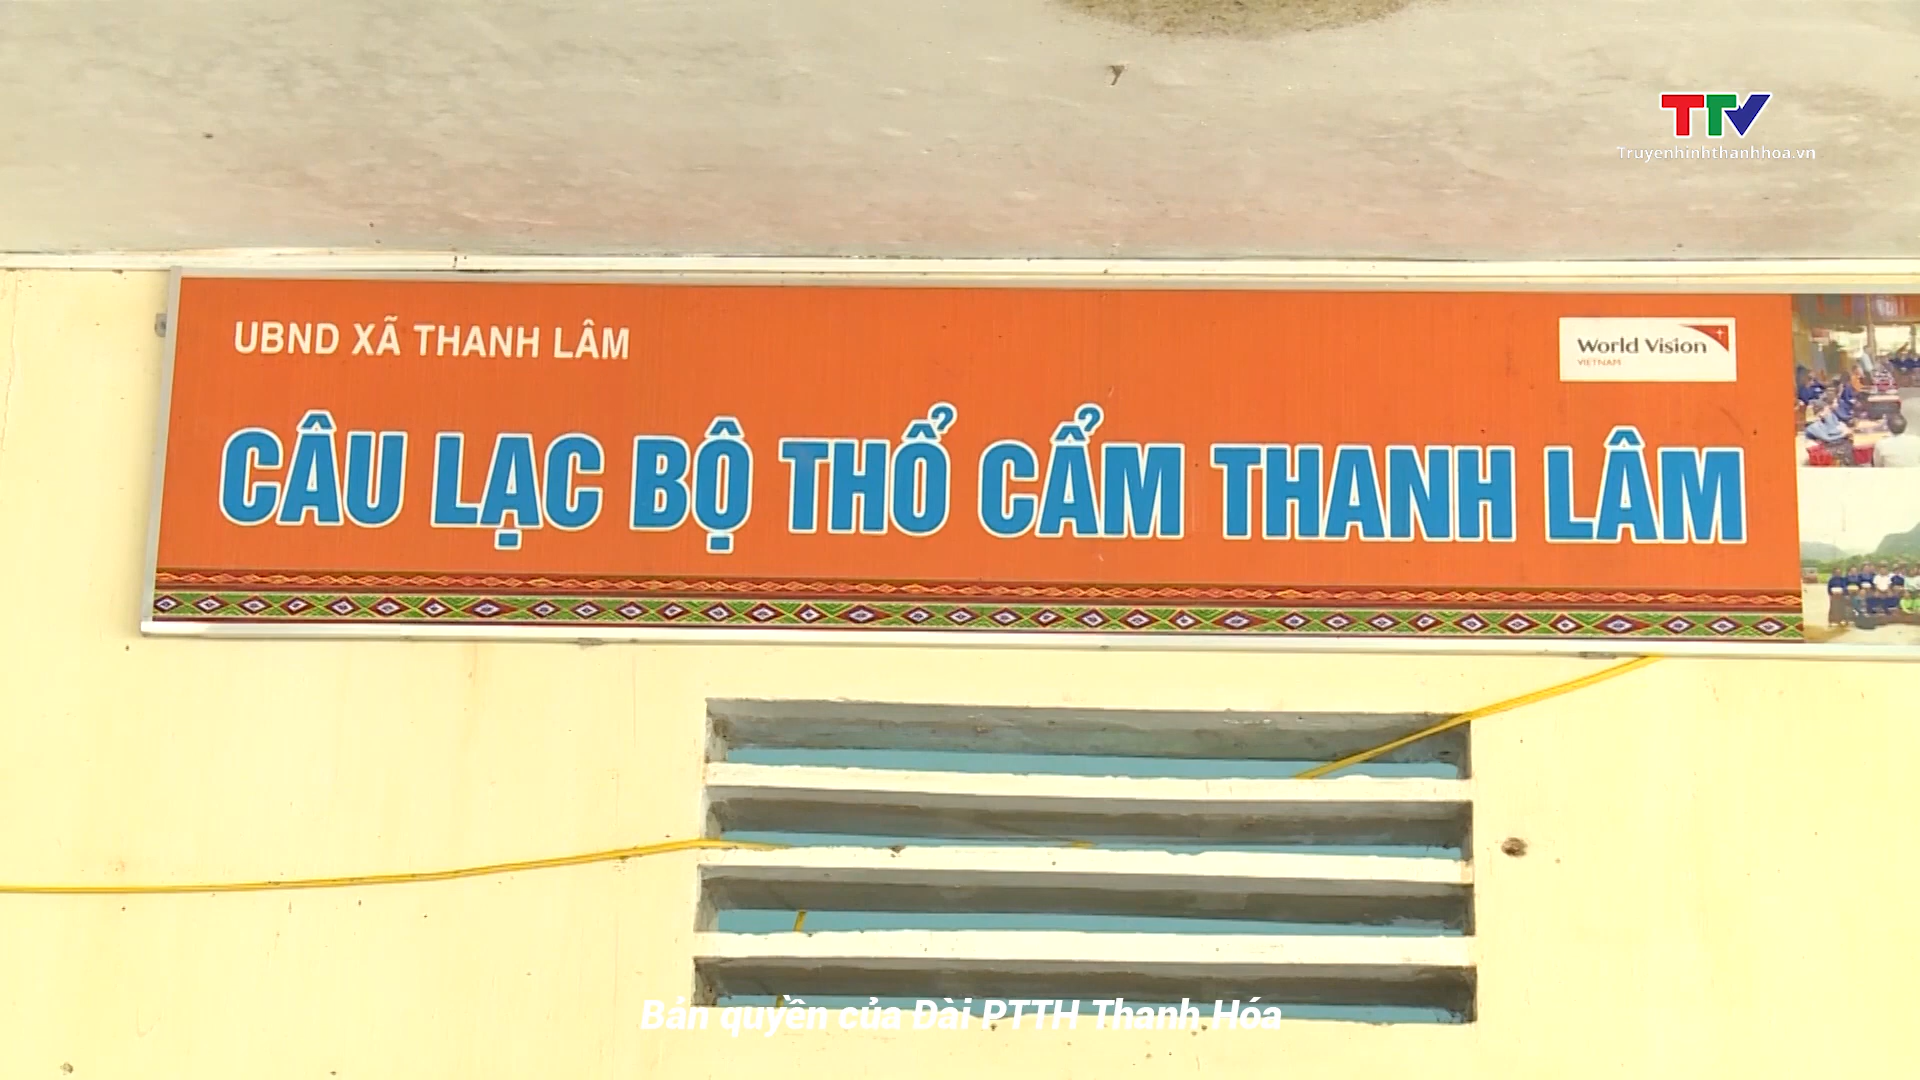 TTV
Truyenhinhthanhhoa.vn
UBND XÃ THANH LÂM
World Vision
VIETNAM
CÂU LẠC BỘ THỔ CẨM THANH LÂM
Bản quyền của Đài PTTH Thanh Hóa